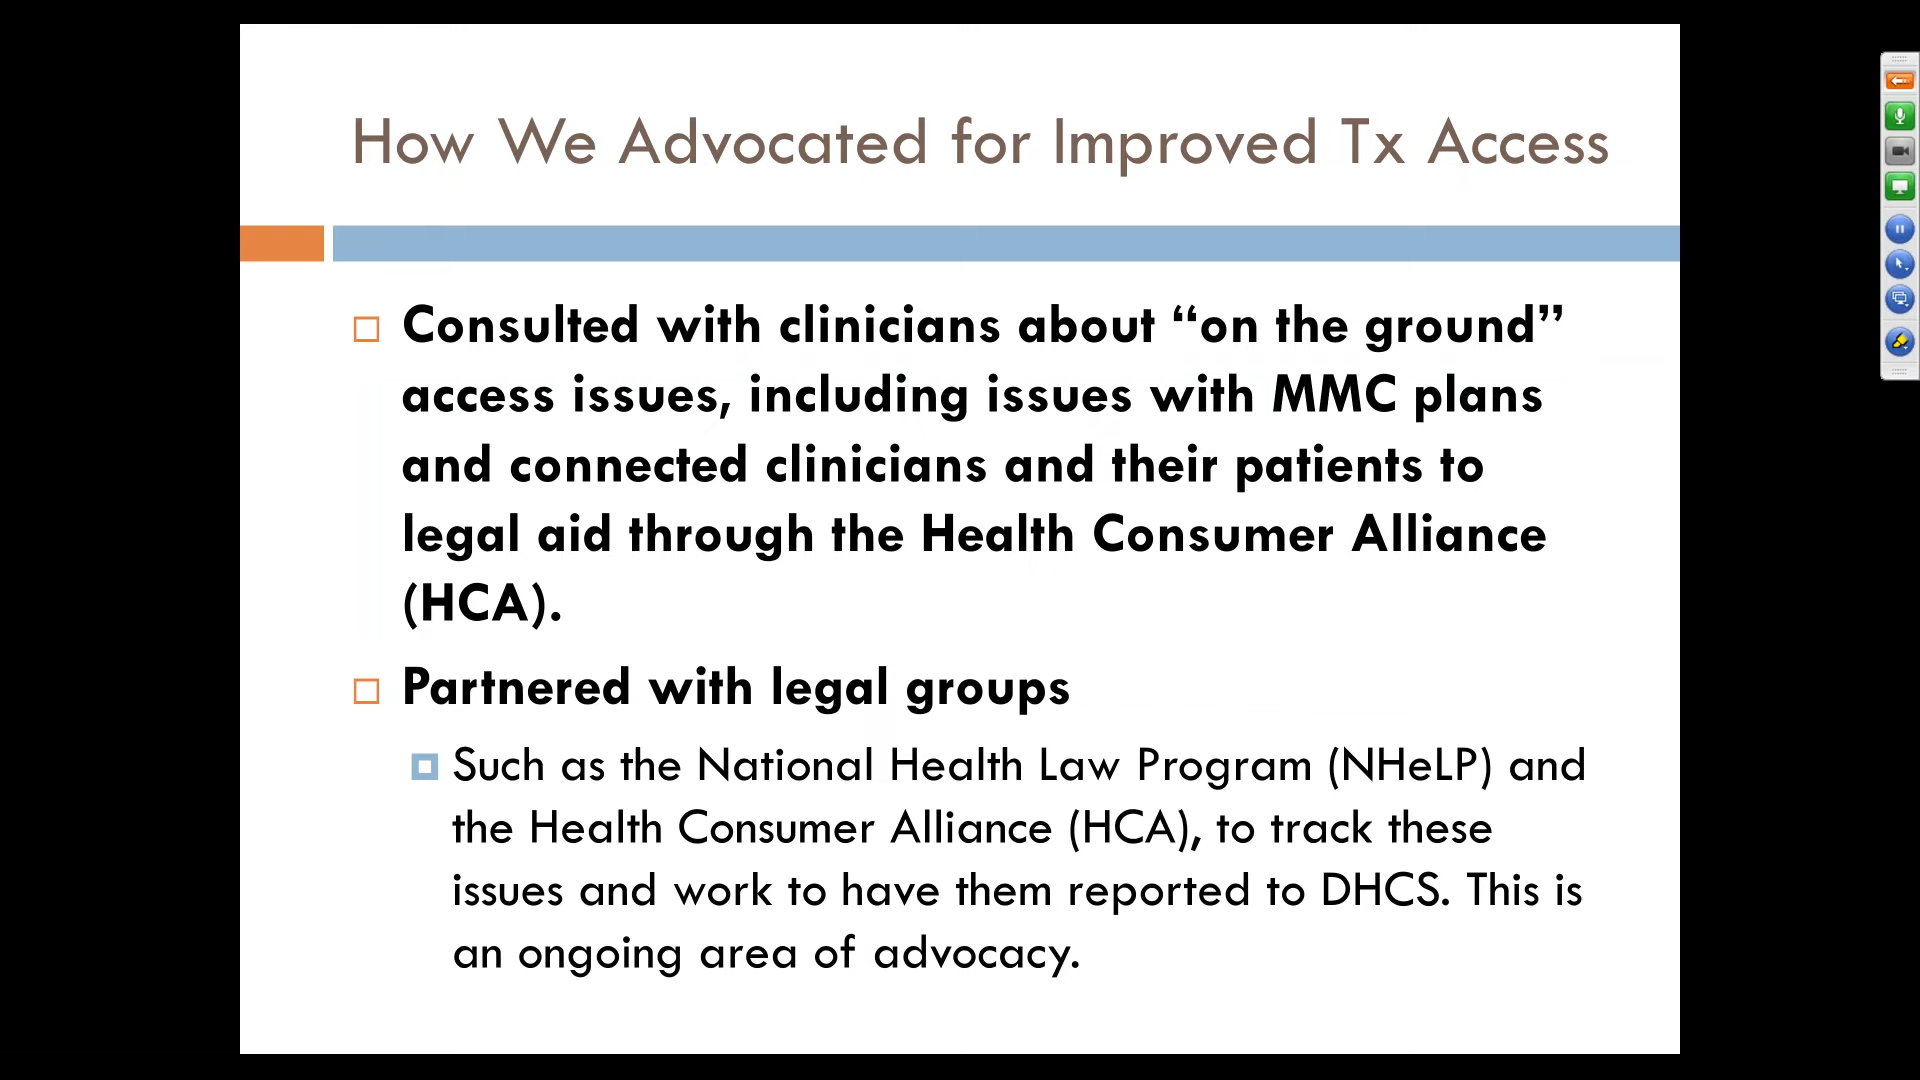 How We Advocated for Improved Tx Access
Consulted with clinicians about “on the ground”
access issues, including issues with MMC plans
and connected clinicians and their patients to
legal aid through the Health Consumer Alliance
(HCA).
Partnered with legal groups
Such as the National Health Law Program (NHeLP) and
the Health Consumer Alliance (HCA), to track these
issues and work to have them reported to DHCS. This is
an ongoing area of advocacy.